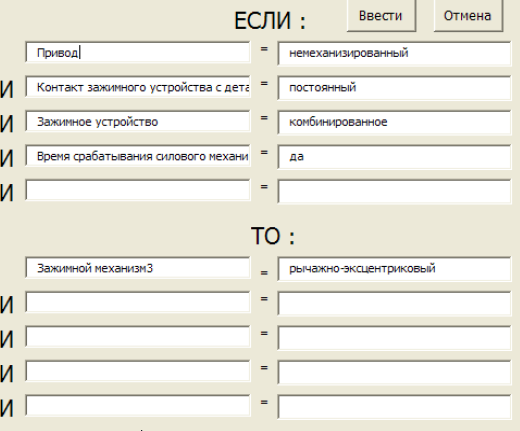 ЕСЛИ : Ввести Отмена
Привод = немеханизированный
И Контакт зажимного устройства с дета = постоянный
И Зажимное устройство = комбинированное
И Время срабатывания силового механи = да
И =
ТО :
Зажимной механизм3 = рычажно-эксцентриковый
И =
И =
И =
И =